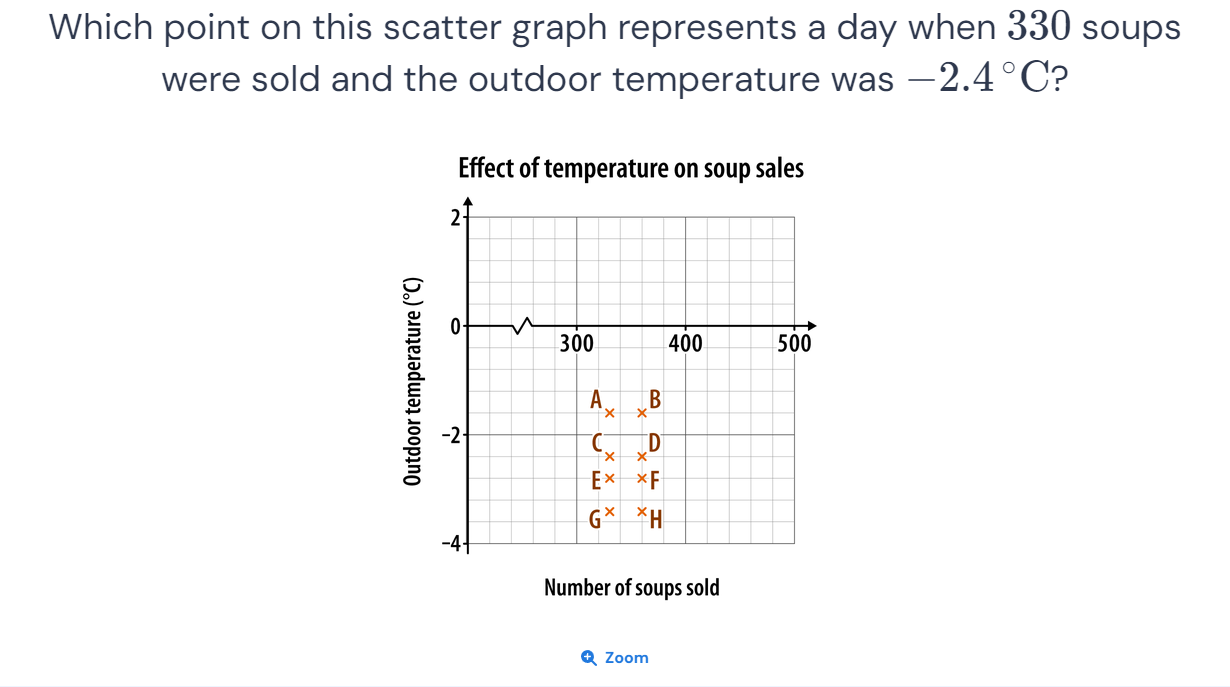 Which point on this scatter graph represents a day when 330 soups
were sold and the outdoor temperature was −2.4 °C?
Effect of temperature on soup sales
Outdoor temperature (°C)
2
0
300 400 500
A B
−2
C D
E F
G H
−4
Number of soups sold
Zoom